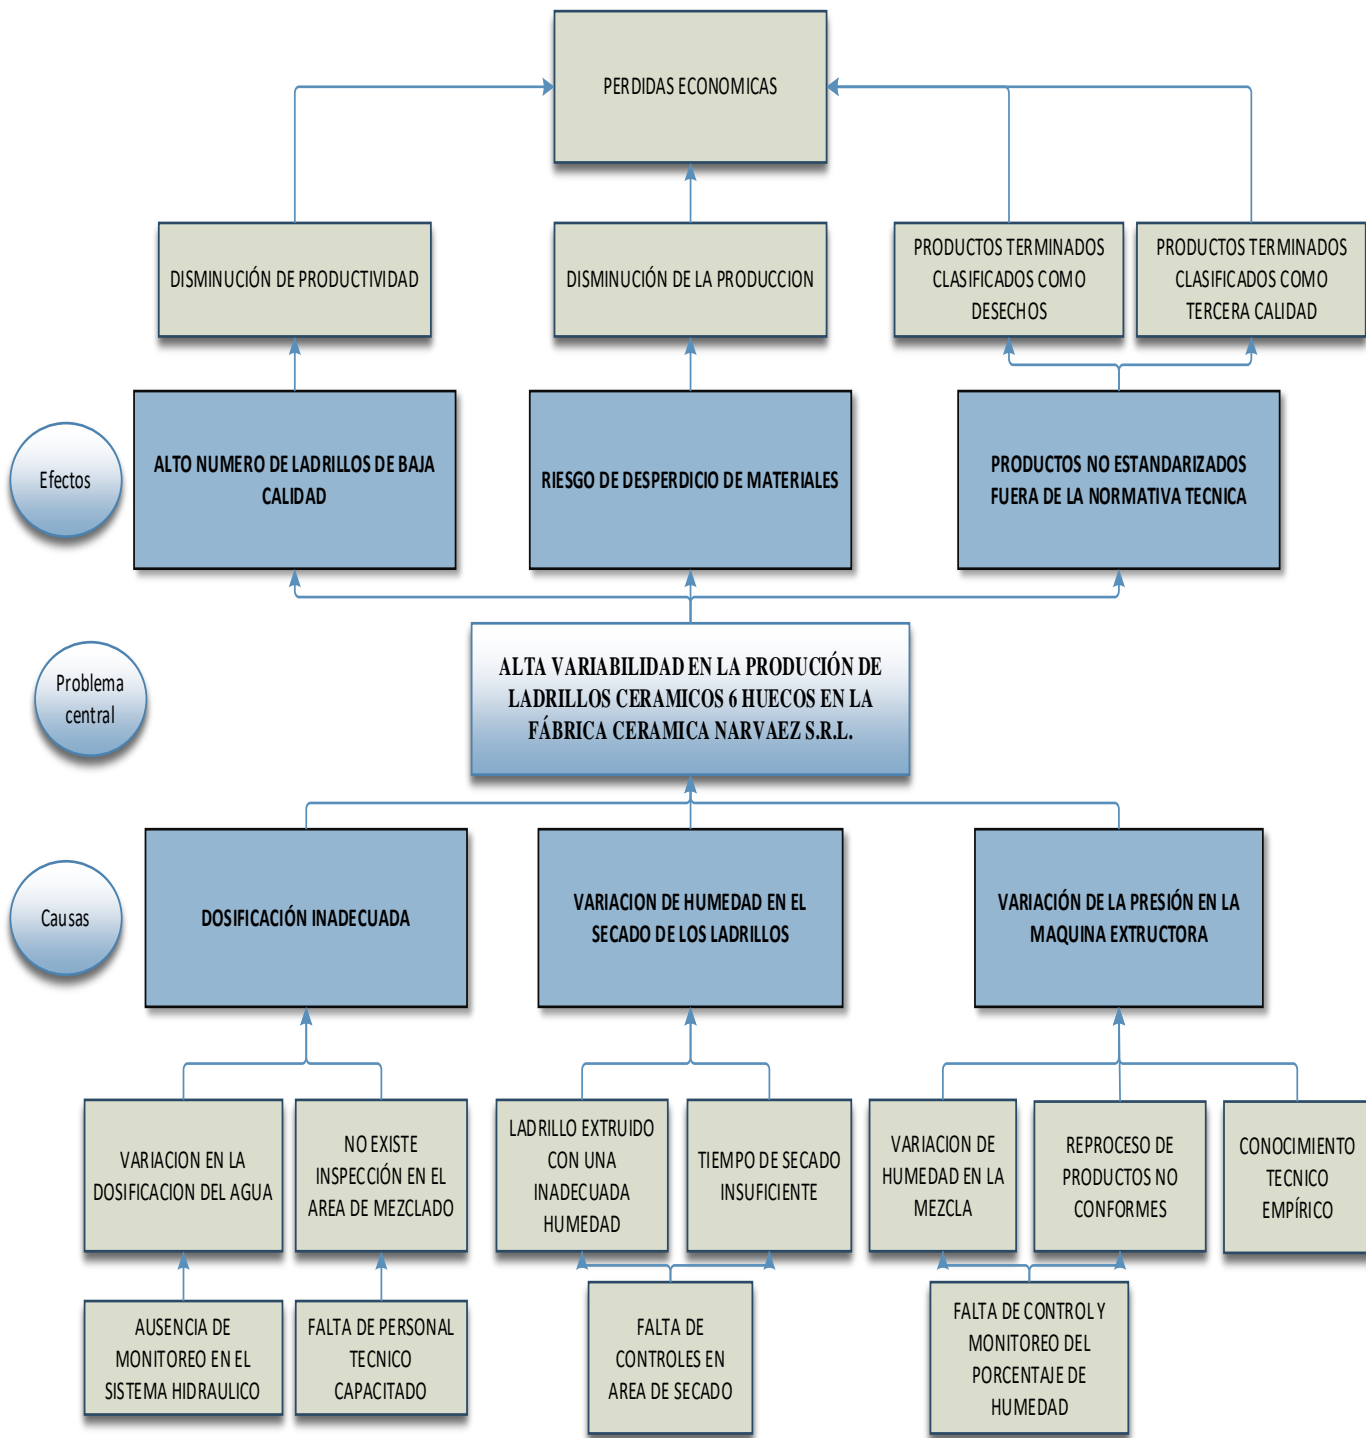 PERDIDAS ECONOMICAS
DISMINUCIÓN DE PRODUCTIVIDAD
DISMINUCIÓN DE LA PRODUCCION
PRODUCTOS TERMINADOS
CLASIFICADOS COMO
DESECHOS
PRODUCTOS TERMINADOS
CLASIFICADOS COMO
TERCERA CALIDAD
Efectos
ALTO NUMERO DE LADRILLOS DE BAJA
CALIDAD
RIESGO DE DESPERDICIO DE MATERIALES
PRODUCTOS NO ESTANDARIZADOS
FUERA DE LA NORMATIVA TECNICA
Problema
central
ALTA VARIABILIDAD EN LA PRODUCIÓN DE
LADRILLOS CERAMICOS 6 HUECOS EN LA
FÁBRICA CERAMICA NARVAEZ S.R.L.
Causas
DOSIFICACIÓN INADECUADA
VARIACION DE HUMEDAD EN EL
SECADO DE LOS LADRILLOS
VARIACIÓN DE LA PRESIÓN EN LA
MAQUINA EXTRUCTORA
VARIACION EN LA
DOSIFICACION DEL AGUA
NO EXISTE
INSPECCIÓN EN EL
AREA DE MEZCLADO
LADRILLO EXTRUIDO
CON UNA
INADECUADA
HUMEDAD
TIEMPO DE SECADO
INSUFICIENTE
VARIACION DE
HUMEDAD EN LA
MEZCLA
REPROCESO DE
PRODUCTOS NO
CONFORMES
CONOCIMIENTO
TECNICO
EMPÍRICO
AUSENCIA DE
MONITOREO EN EL
SISTEMA HIDRAULICO
FALTA DE PERSONAL
TECNICO
CAPACITADO
FALTA DE
CONTROLES EN
AREA DE SECADO
FALTA DE CONTROL Y
MONITOREO DEL
PORCENTAJE DE
HUMEDAD